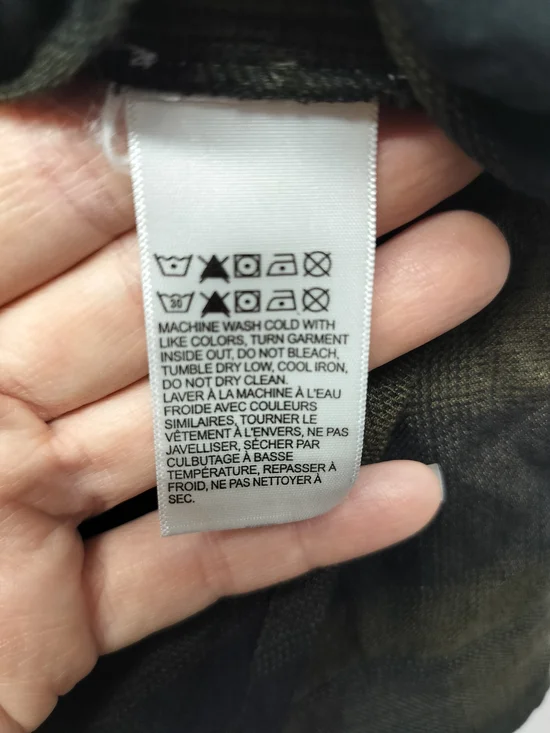 30
MACHINE WASH COLD WITH
LIKE COLORS, TURN GARMENT
INSIDE OUT, DO NOT BLEACH,
TUMBLE DRY LOW, COOL IRON,
DO NOT DRY CLEAN.
LAVER À LA MACHINE À L'EAU
FROIDE AVEC COULEURS
SIMILAIRES, TOURNER LE
VÊTEMENT À L'ENVERS, NE PAS
JAVELLISER, SÉCHER PAR
CULBUTAGE À BASSE
TEMPÉRATURE, REPASSER À
FROID, NE PAS NETTOYER À
SEC.